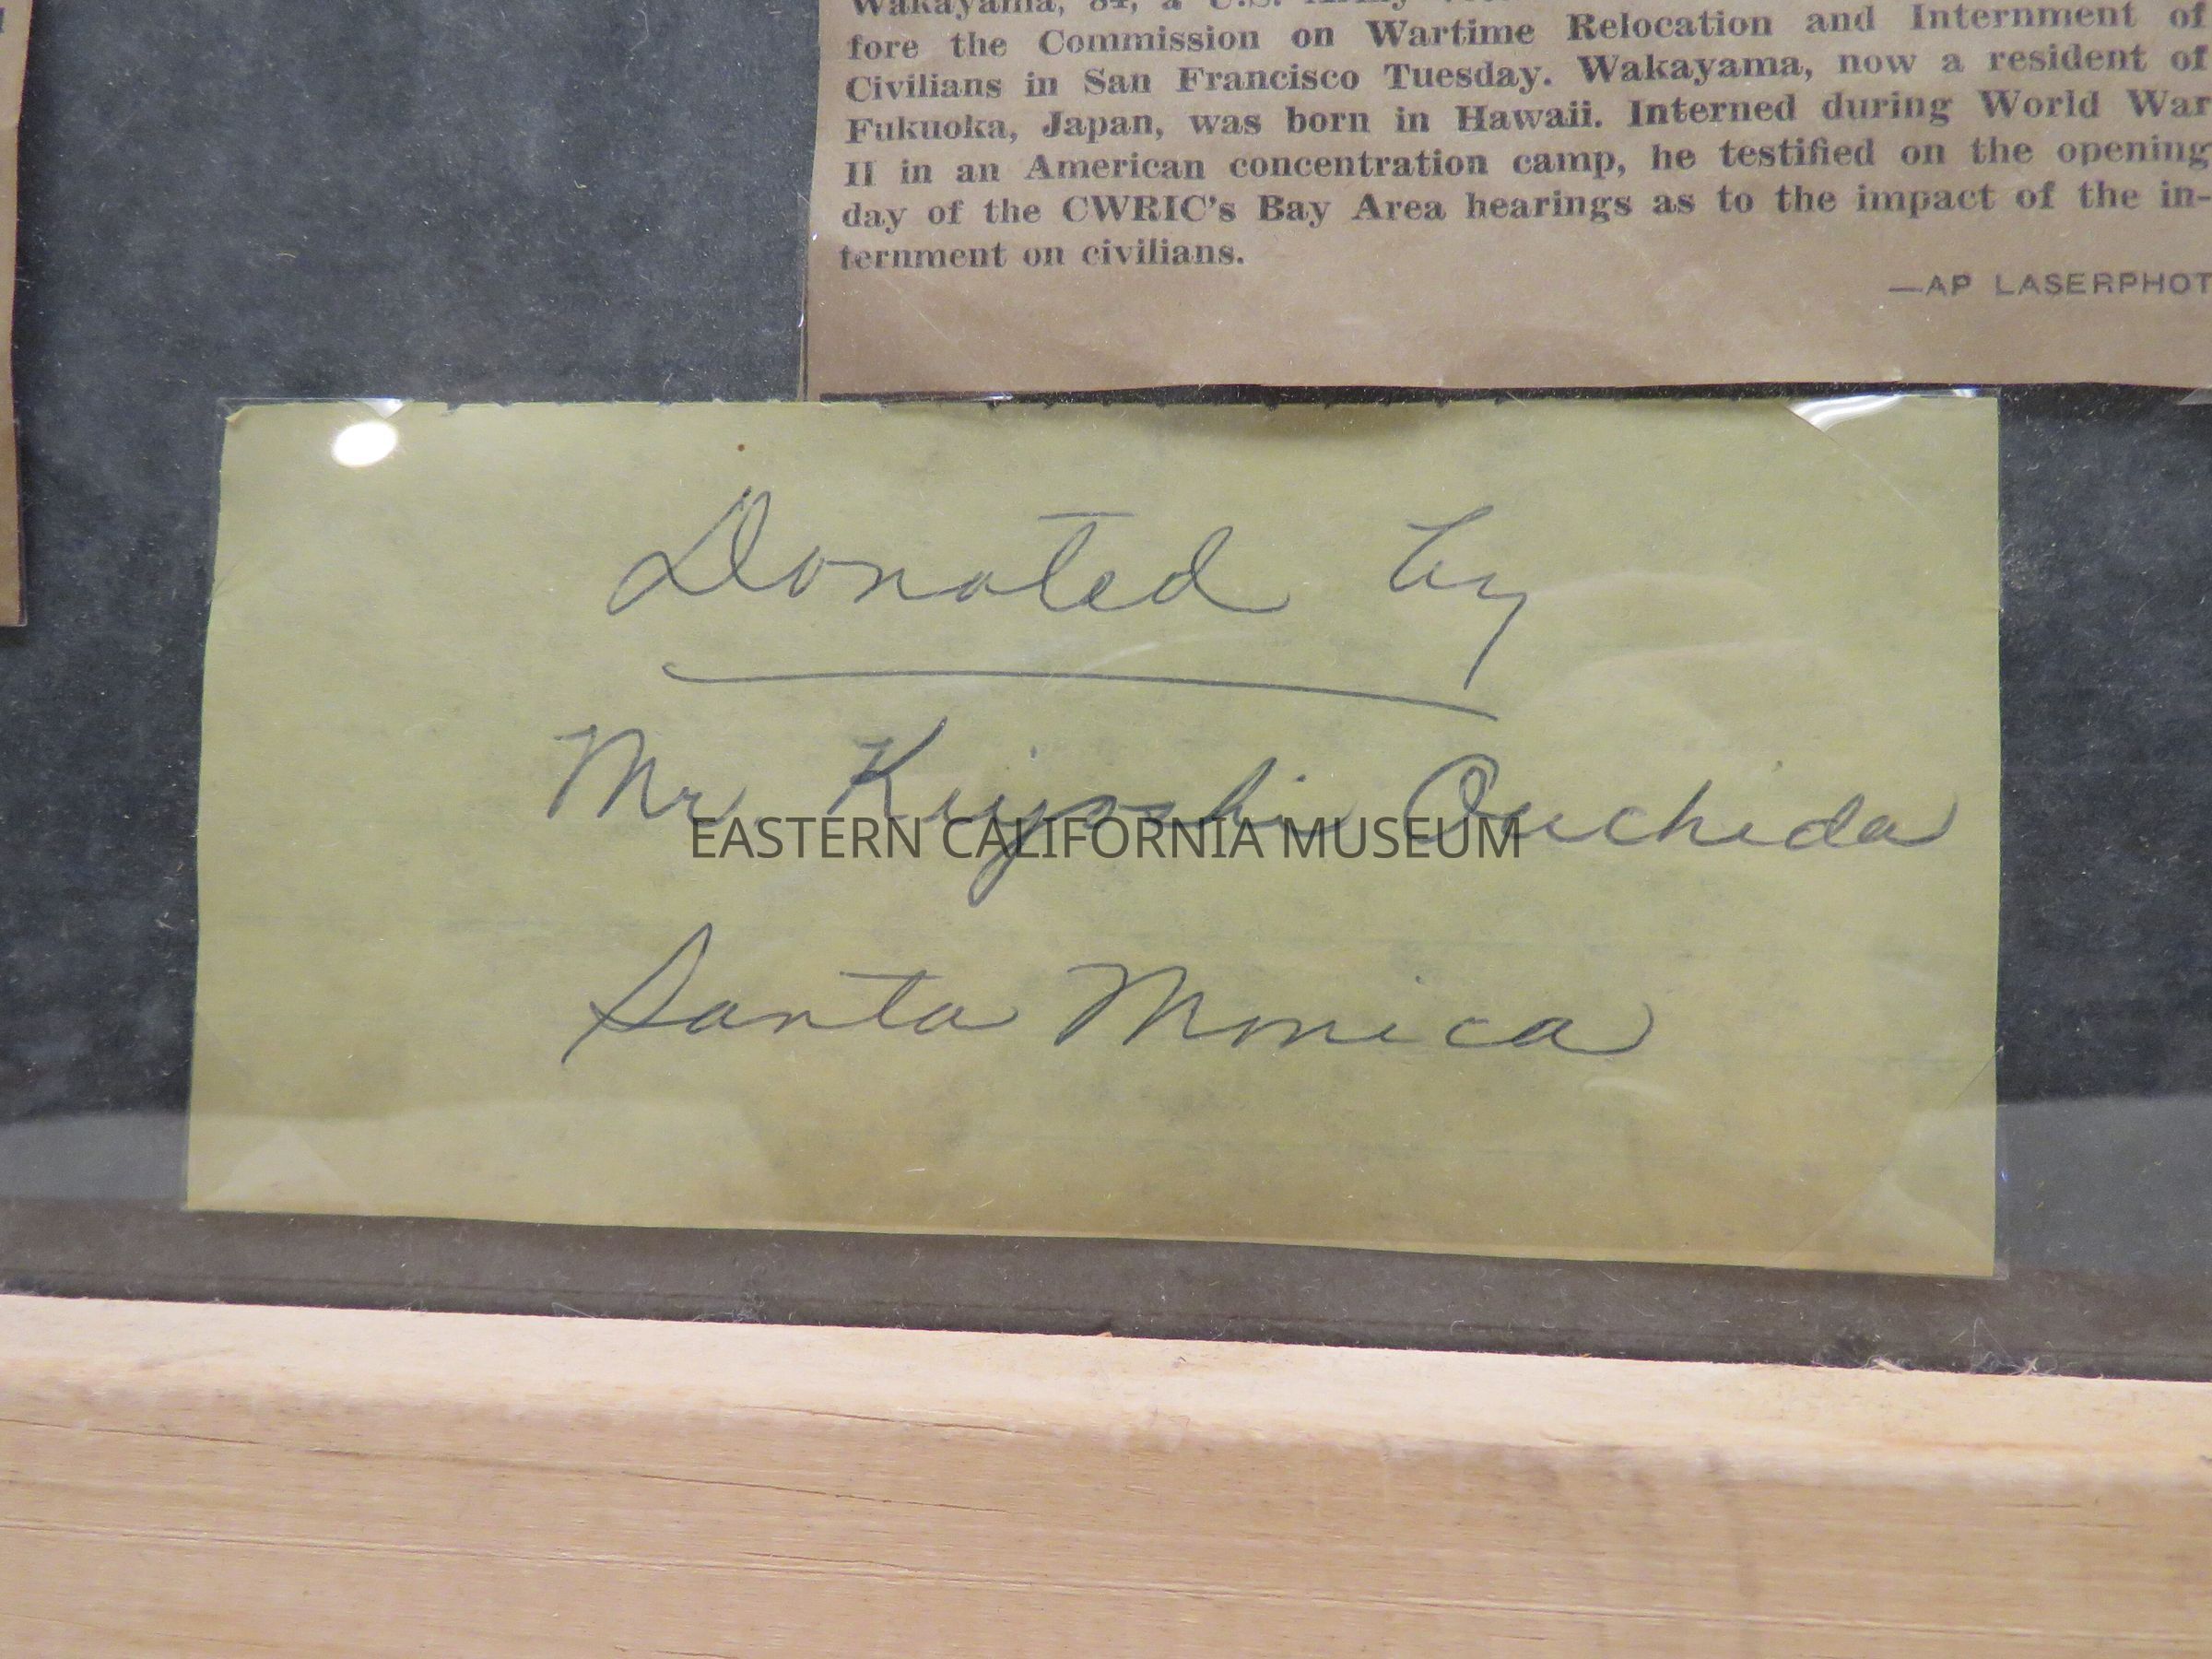 Wakayama, 84, a U.S. Army
fore the Commission on Wartime Relocation and Internment of
Civilians in San Francisco Tuesday. Wakayama, now a resident of
Fukuoka, Japan, was born in Hawaii. Interned during World War
II in an American concentration camp, he testified on the opening
day of the CWRIC's Bay Area hearings as to the impact of the in-
ternment on civilians.
—AP LASERPHOT
Donated by
Mr Kiyoshi Ouchida
EASTERN CALIFORNIA MUSEUM
Santa Monica